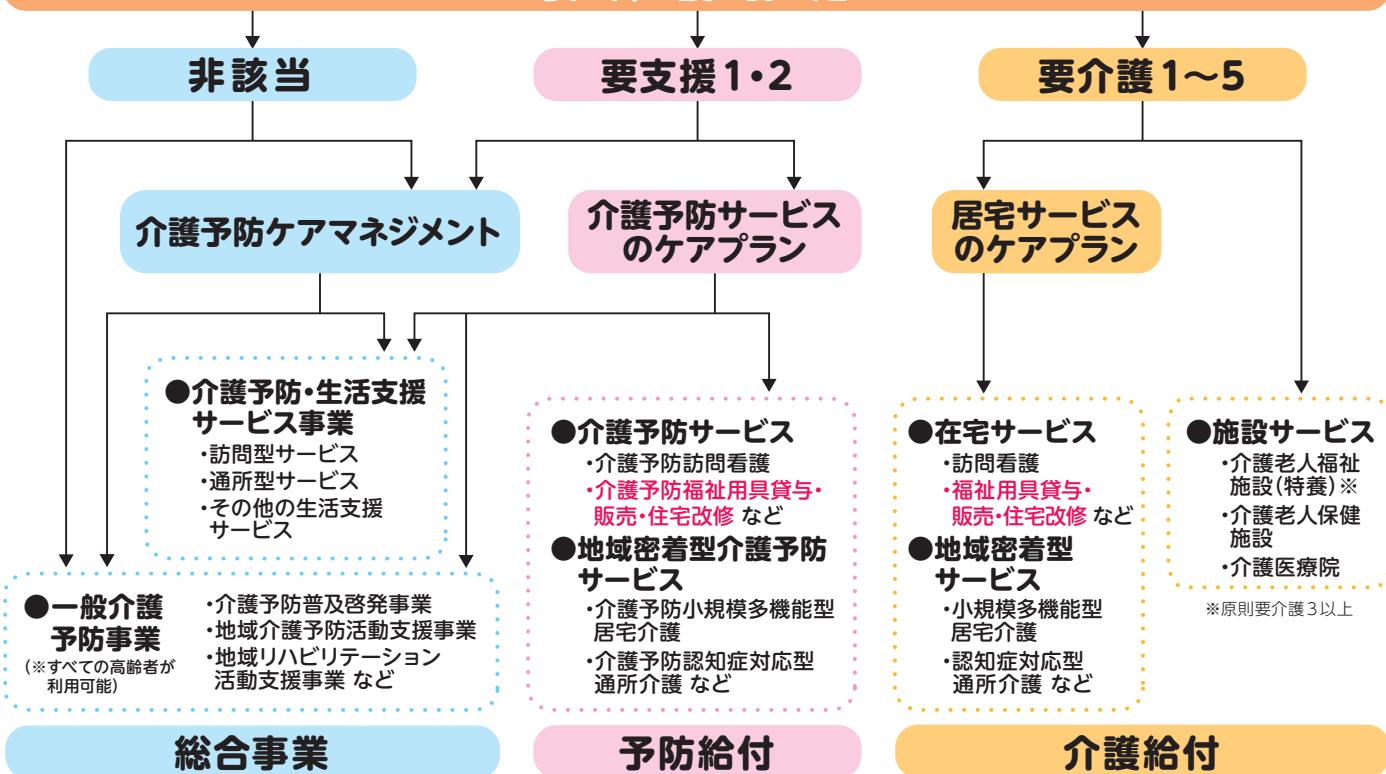 非該当
要支援1・2
要介護1～5
介護予防ケアマネジメント
介護予防サービス
のケアプラン
居宅サービス
のケアプラン
●介護予防・生活支援
サービス事業
・訪問型サービス
・通所型サービス
・その他の生活支援
サービス
●一般介護
予防事業
(※すべての高齢者が
利用可能)
・介護予防普及啓発事業
・地域介護予防活動支援事業
・地域リハビリテーション
活動支援事業 など
●介護予防サービス
・介護予防訪問看護
・介護予防福祉用具貸与・
販売・住宅改修 など
●地域密着型介護予防
サービス
・介護予防小規模多機能型
居宅介護
・介護予防認知症対応型
通所介護 など
●在宅サービス
・訪問看護
・福祉用具貸与・
販売・住宅改修 など
●地域密着型
サービス
・小規模多機能型
居宅介護
・認知症対応型
通所介護 など
●施設サービス
・介護老人福祉
施設(特養)※
・介護老人保健
施設
・介護医療院
※原則要介護3以上
総合事業
予防給付
介護給付